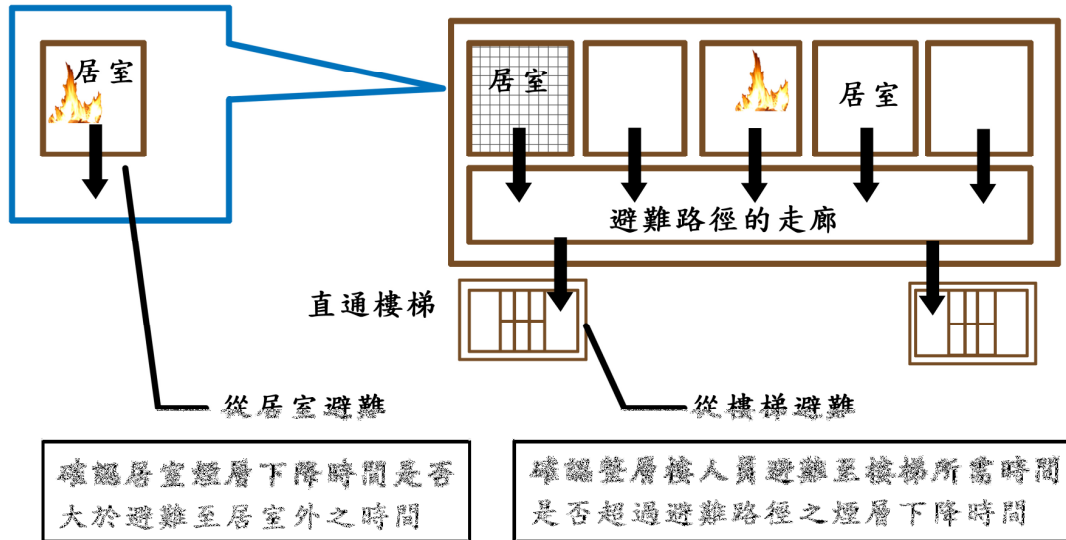 居室
居室
居室
避難路徑的走廊
直通樓梯
從居室避難
從樓梯避難
確認居室煙層下降時間是否
大於避難至居室外之時間
確認整層樓人員避難至樓梯所需時間
是否超過避難路徑之煙層下降時間